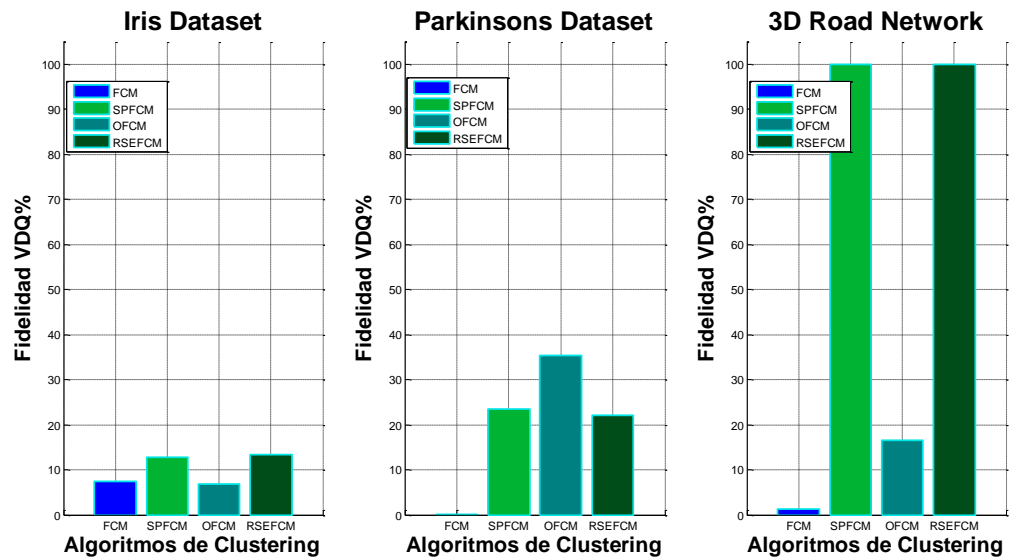 Iris Dataset
100
90
80
70
60
50
40
30
20
10
0
Fidelidad VDQ%
FCM
SPFCM
OFCM
RSEFCM
FCM SPFCM OFCM RSEFCM
Algoritmos de Clustering
Parkinsons Dataset
100
90
80
70
60
50
40
30
20
10
0
Fidelidad VDQ%
FCM
SPFCM
OFCM
RSEFCM
FCM SPFCM OFCM RSEFCM
Algoritmos de Clustering
3D Road Network
100
90
80
70
60
50
40
30
20
10
0
Fidelidad VDQ%
FCM
SPFCM
OFCM
RSEFCM
FCM SPFCM OFCM RSEFCM
Algoritmos de Clustering